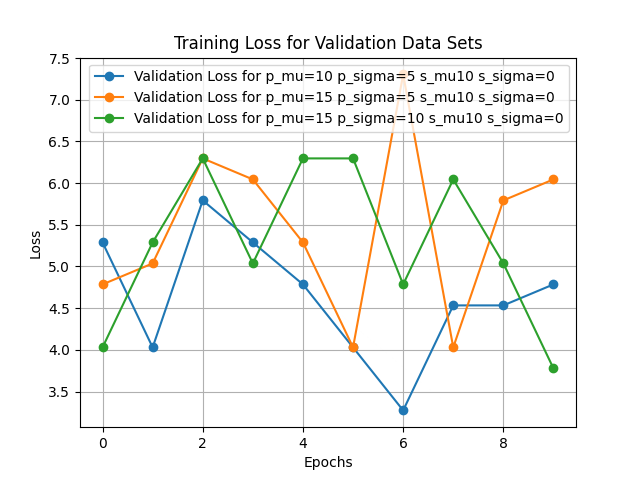 Training Loss for Validation Data Sets
7.5
Validation Loss for p_mu=10 p_sigma=5 s_mu10 s_sigma=0
7.0
Validation Loss for p_mu=15 p_sigma=5 s_mu10 s_sigma=0
Validation Loss for p_mu=15 p_sigma=10 s_mu10 s_sigma=0
6.5
6.0
5.5
Loss
5.0
4.5
4.0
3.5
0 2 4 6 8
Epochs